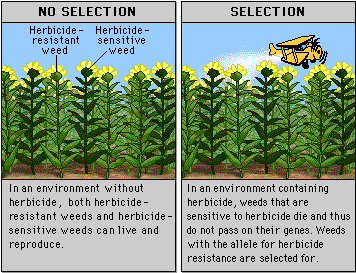 NO SELECTION
Herbicide-
resistant
weed
Herbicide-
sensitive
weed
In an environment without
herbicide, both herbicide-
resistant weeds and herbicide-
sensitive weeds can live and
reproduce.
SELECTION
In an environment containing
herbicide, weeds that are
sensitive to herbicide die and thus
do not pass on their genes. Weeds
with the allele for herbicide
resistance are selected for.